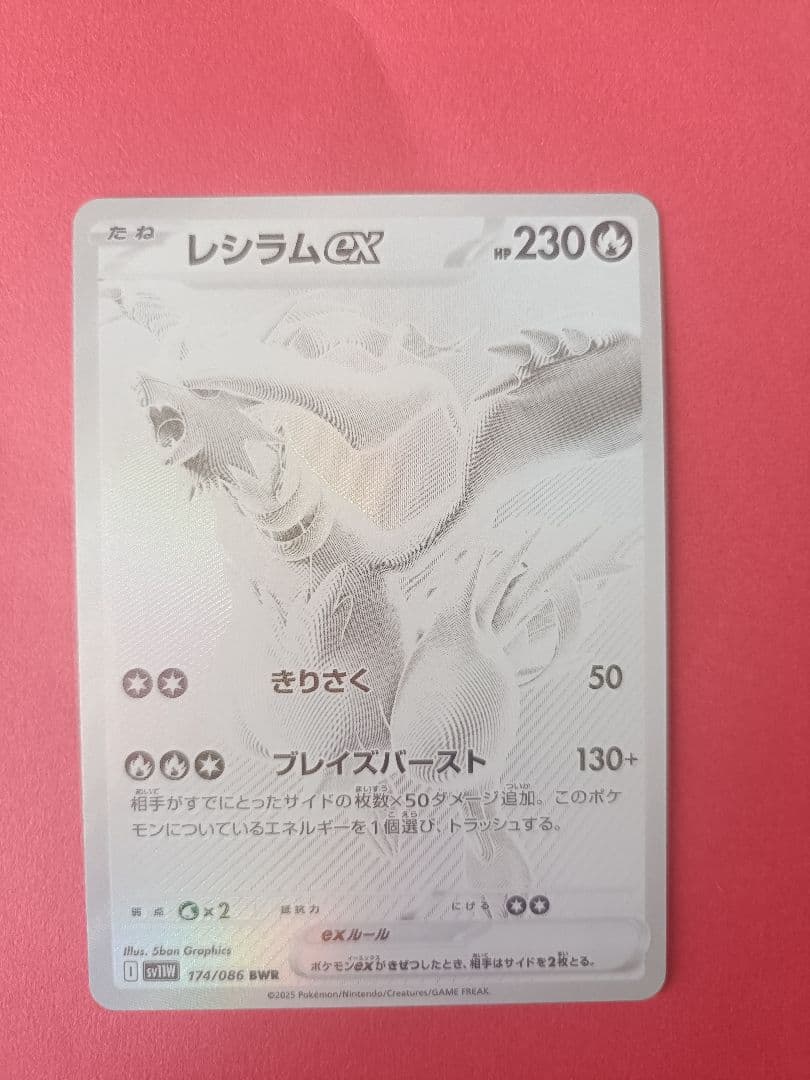 たね レシラムex HP 230
きりさく 50
ブレイズバースト 130+
相手がすでにとったサイドの枚数×50ダメージ追加。このポケ
モンについているエネルギーを1個選び、トラッシュする。
弱点 ×2 抵抗力 にげる
exルール
ポケモンexがきぜつしたとき、相手はサイドを2枚とる。
Illus. 5ban Graphics
I sv11W 174/086 BWR
©2025 Pokémon/Nintendo/Creatures/GAME FREAK.